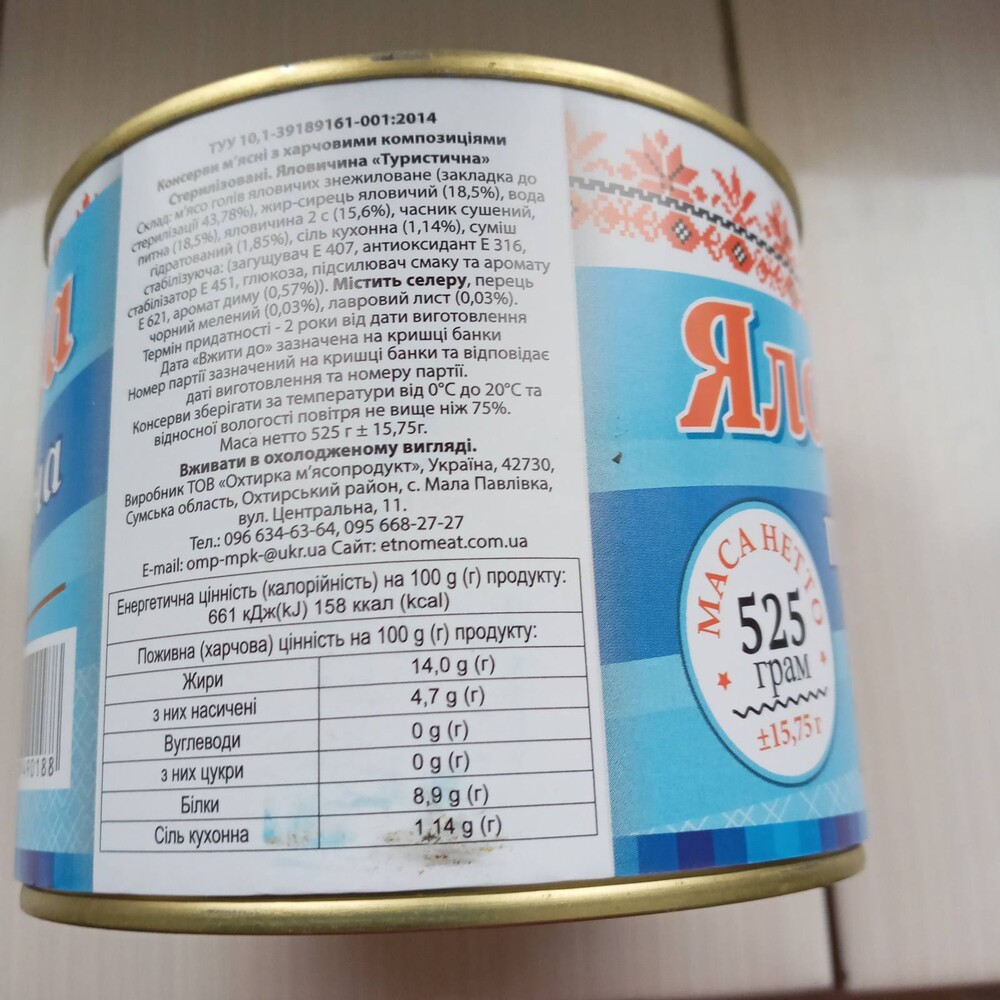 ТУУ 10,1-39189161-001:2014
Консерви м'ясні з харчовими композиціями
Стерилізовані. Яловичина «Туристична»
Склад: м'ясо голів яловичих знежиловане (закладка до
стерилізації 43,78%), жир-сирець яловичий (18,5%), вода
питна (18,5%), яловичина 2 с (15,6%), часник сушений,
гідратований (1,85%), сіль кухонна (1,14%), суміш
стабілізуюча: (загущувач Е 407, антиоксидант Е 316,
стабілізатор Е 451, глюкоза, підсилювач смаку та аромату
Е 621, аромат диму (0,57%)). Містить селеру, перець
чорний мелений (0,03%), лавровий лист (0,03%).
Термін придатності - 2 роки від дати виготовлення
Дата «Вжити до» зазначена на кришці банки
Номер партії зазначений на кришці банки та відповідає
даті виготовлення та номеру партії.
Консерви зберігати за температури від 0°С до 20°С та
відносної вологості повітря не вище ніж 75%.
Маса нетто 525 г ± 15,75г.
Вживати в охолодженому вигляді.
Виробник ТОВ «Охтирка м'ясопродукт», Україна, 42730,
Сумська область, Охтирський район, с. Мала Павлівка,
вул. Центральна, 11.
Тел.: 096 634-63-64, 095 668-27-27
E-mail: omp-mpk-@ukr.ua Сайт: etnomeat.com.ua
Енергетична цінність (калорійність) на 100 g (г) продукту:
661 кДж(kJ) 158 ккал (kcal)
Поживна (харчова) цінність на 100 g (г) продукту:
Жири 14,0 g (г)
з них насичені 4,7 g (г)
Вуглеводи 0 g (г)
з них цукри 0 g (г)
Білки 8,9 g (г)
Сіль кухонна 1,14 g (г)
Яло
МАСА НЕТТО
525
грам
±15,75 г
а
на
90188